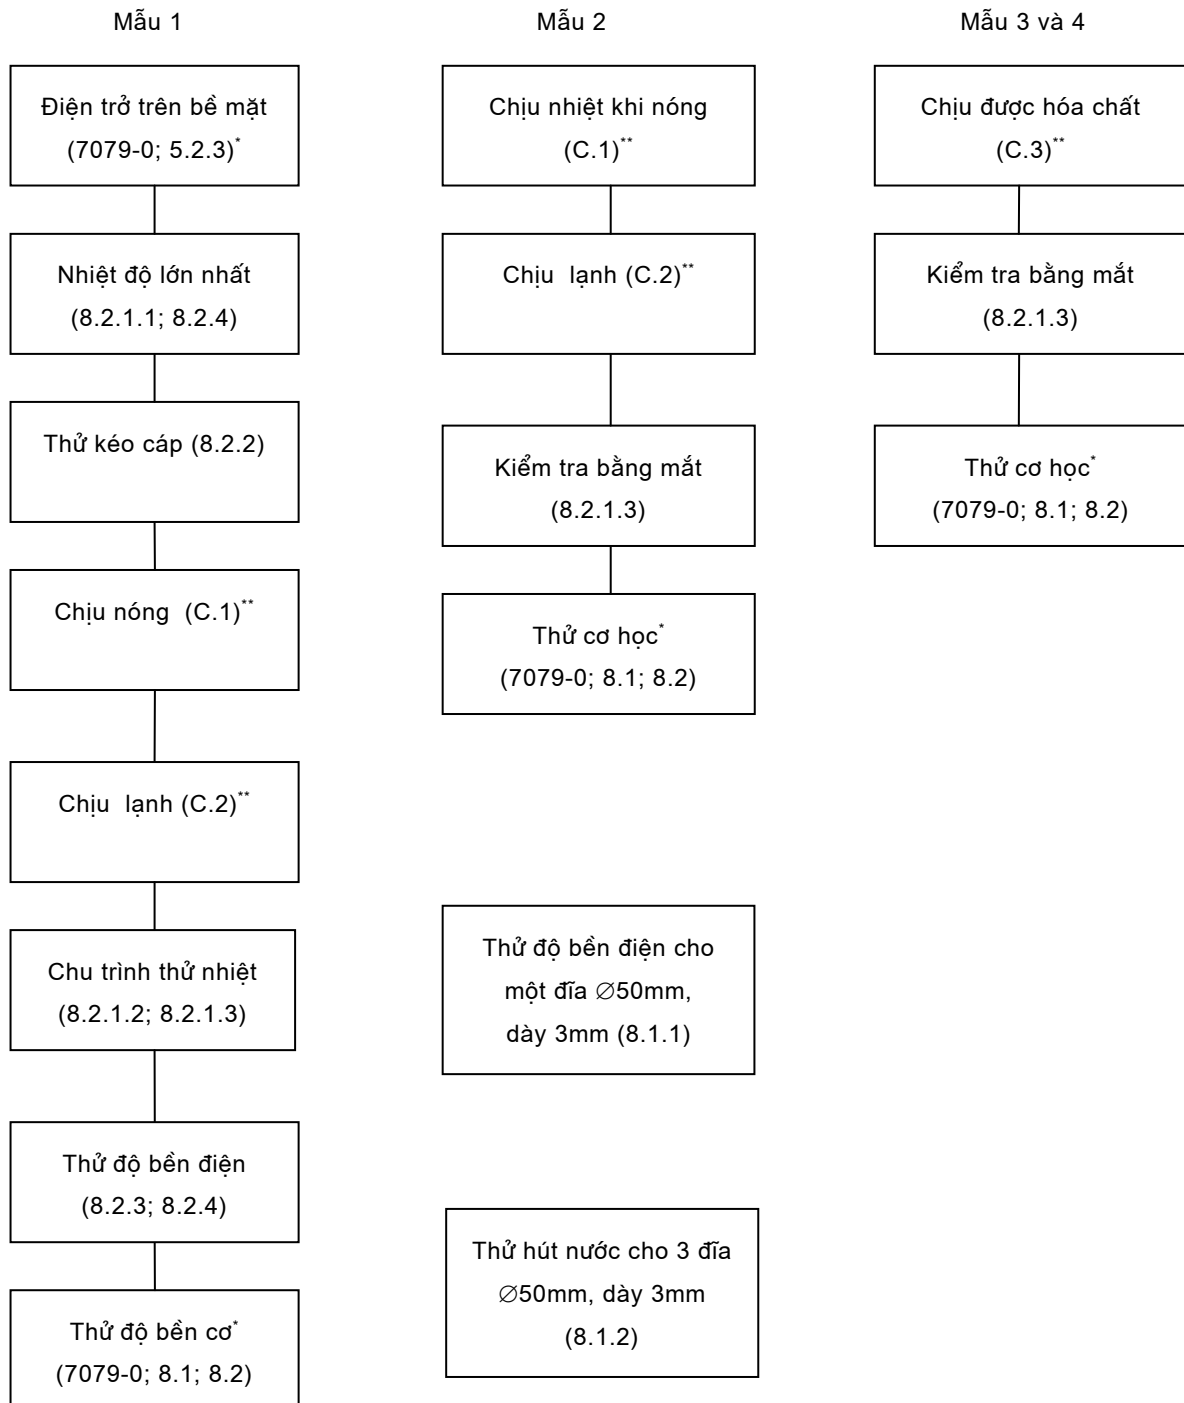 Mẫu 1
Điện trở trên bề mặt
(7079-0; 5.2.3)*
Nhiệt độ lớn nhất
(8.2.1.1; 8.2.4)
Thử kéo cáp (8.2.2)
Chịu nóng (C.1)**
Chịu lạnh (C.2)**
Chu trình thử nhiệt
(8.2.1.2; 8.2.1.3)
Thử độ bền điện
(8.2.3; 8.2.4)
Thử độ bền cơ*
(7079-0; 8.1; 8.2)
Mẫu 2
Chịu nhiệt khi nóng
(C.1)**
Chịu lạnh (C.2)**
Kiểm tra bằng mắt
(8.2.1.3)
Thử cơ học*
(7079-0; 8.1; 8.2)
Thử độ bền điện cho
một đĩa ∅50mm,
dày 3mm (8.1.1)
Thử hút nước cho 3 đĩa
∅50mm, dày 3mm
(8.1.2)
Mẫu 3 và 4
Chịu được hóa chất
(C.3)**
Kiểm tra bằng mắt
(8.2.1.3)
Thử cơ học*
(7079-0; 8.1; 8.2)